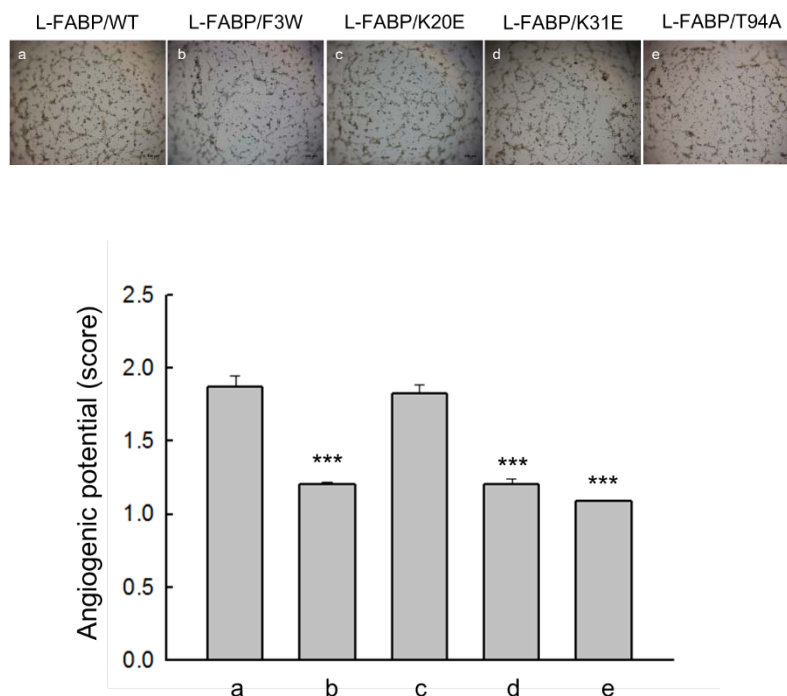 L-FABP/WT L-FABP/F3W L-FABP/K20E L-FABP/K31E L-FABP/T94A
a b c d e
Angiogenic potential (score)
2.5
2.0
1.5
1.0
0.5
0.0
*** *** ***
a b c d e